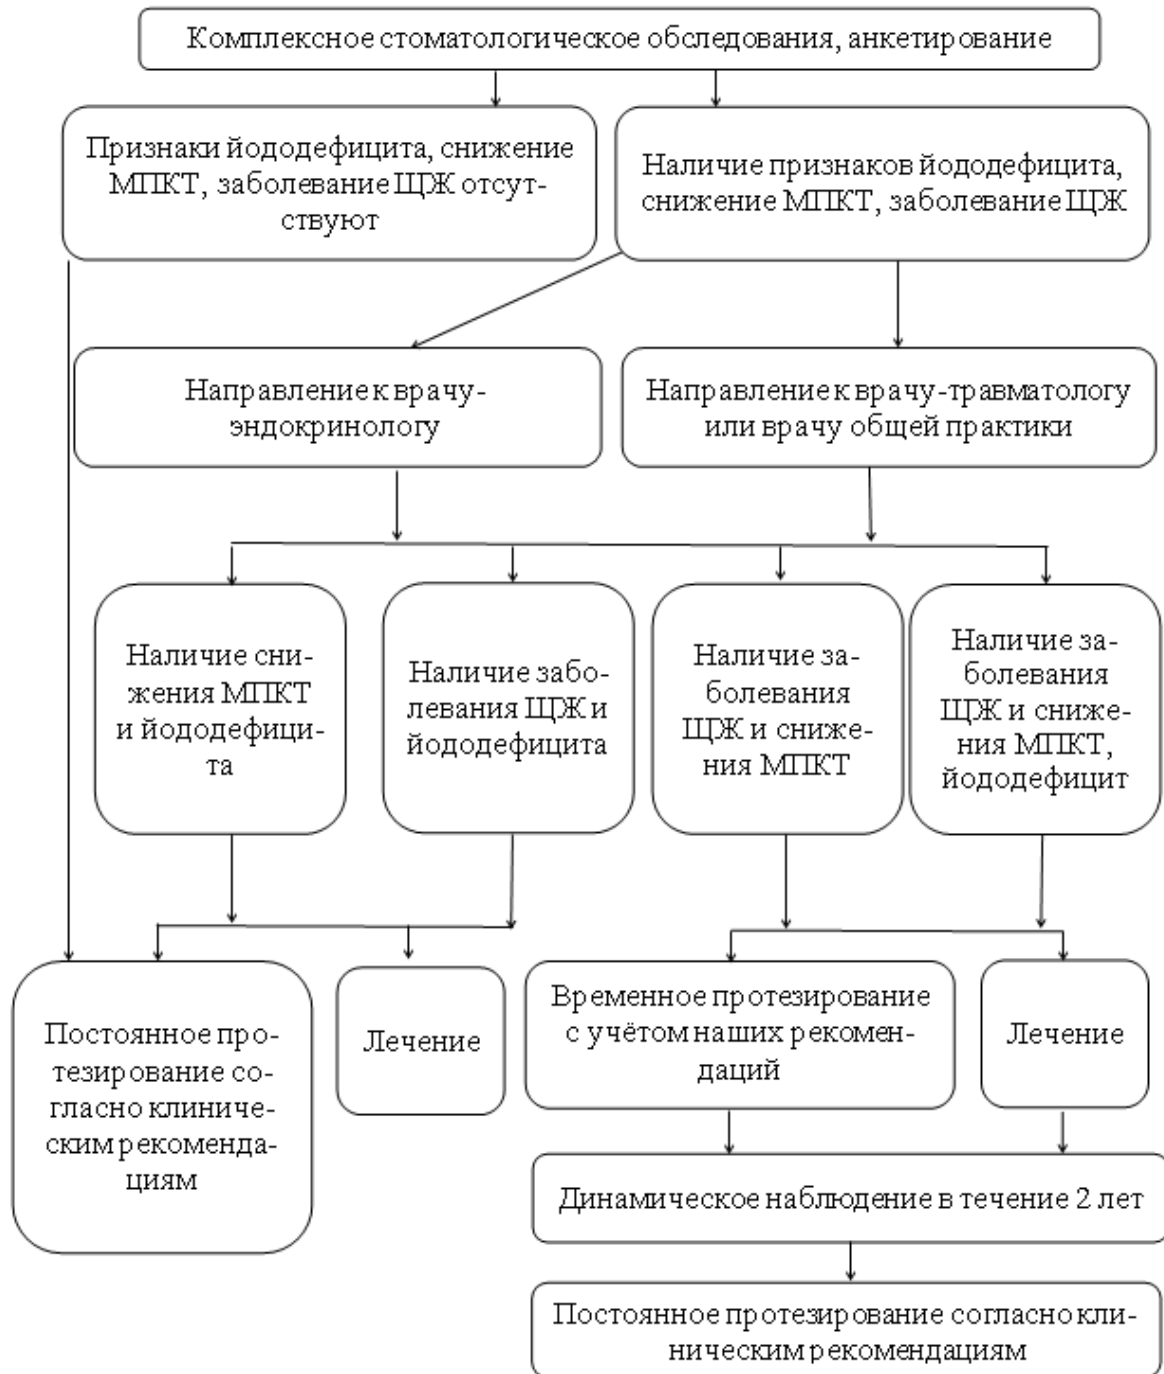 Комплексное стоматологическое обследования, анкетирование
Признаки йододефицита, снижение
МПКТ, заболевание ЩЖ отсут-
ствуют
Наличие признаков йододефицита,
снижение МПКТ, заболевание ЩЖ
Направление к врачу-
эндокринологу
Направление к врачу-травматологу
или врачу общей практики
Наличие сни-
жения МПКТ
и йододефици-
та
Наличие забо-
левания ЩЖ и
йододефицита
Наличие за-
болевания
ЩЖ и сниже-
ния МПКТ
Наличие за-
болевания
ЩЖ и сниже-
ния МПКТ,
йододефицит
Постоянное про-
тезирование со-
гласно клиниче-
ским рекоменда-
циям
Лечение
Временное протезирование
с учётом наших рекомен-
даций
Лечение
Динамическое наблюдение в течение 2 лет
Постоянное протезирование согласно кли-
ническим рекомендациям